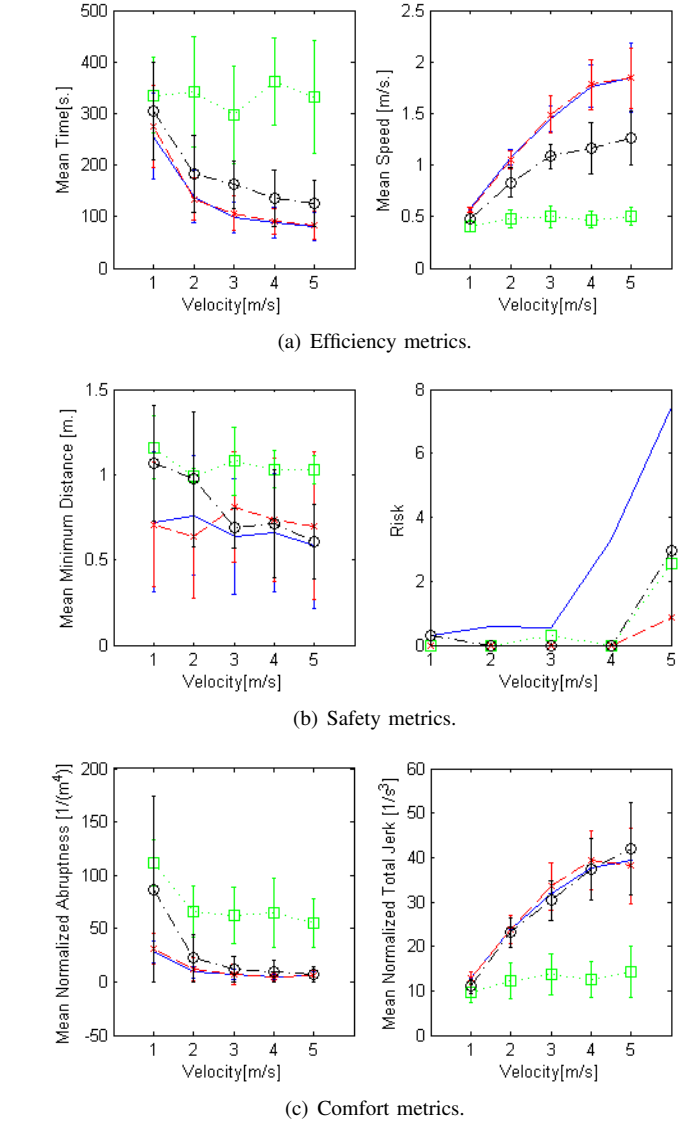 500
400
300
200
100
0
Mean Time[s.]
1 2 3 4 5
Velocity[m/s]
2.5
2
1.5
1
0.5
0
Mean Speed [m/s.]
1 2 3 4 5
Velocity[m/s]
(a) Efficiency metrics.
1.5
1
0.5
0
Mean Minimum Distance [m.]
1 2 3 4 5
Velocity[m/s]
8
6
4
2
0
Risk
1 2 3 4 5
Velocity[m/s]
(b) Safety metrics.
200
150
100
50
0
-50
Mean Normalized Abruptness [1/(m⁴)]
1 2 3 4 5
Velocity[m/s]
60
50
40
30
20
10
0
Mean Normalized Total Jerk [1/s³]
1 2 3 4 5
Velocity[m/s]
(c) Comfort metrics.